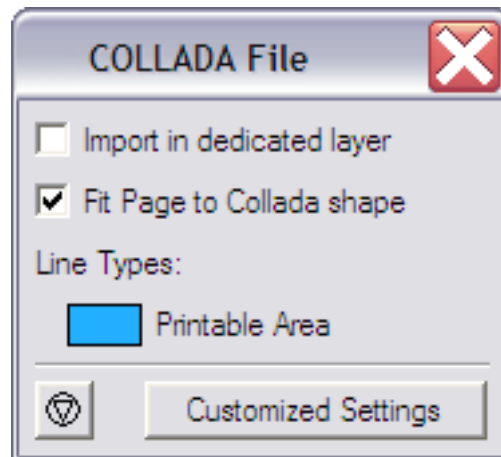 COLLADA File
Import in dedicated layer
Fit Page to Collada shape
Line Types:
Printable Area
Customized Settings